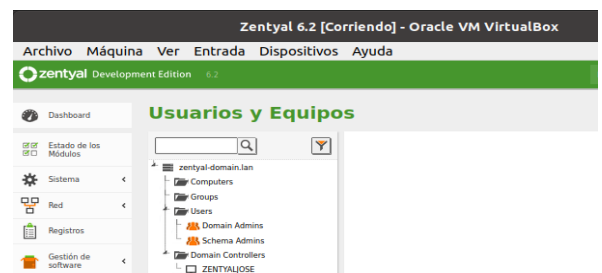 Zentyal 6.2 [Corriendo] - Oracle VM VirtualBox
Archivo Máquina Ver Entrada Dispositivos Ayuda
zentyal Development Edition 6.2
Dashboard
Estado de los
Módulos
Sistema
Red
Registros
Gestión de
software
Usuarios y Equipos
zentyal-domain.lan
Computers
Groups
Users
Domain Admins
Schema Admins
Domain Controllers
ZENTYALJOSE